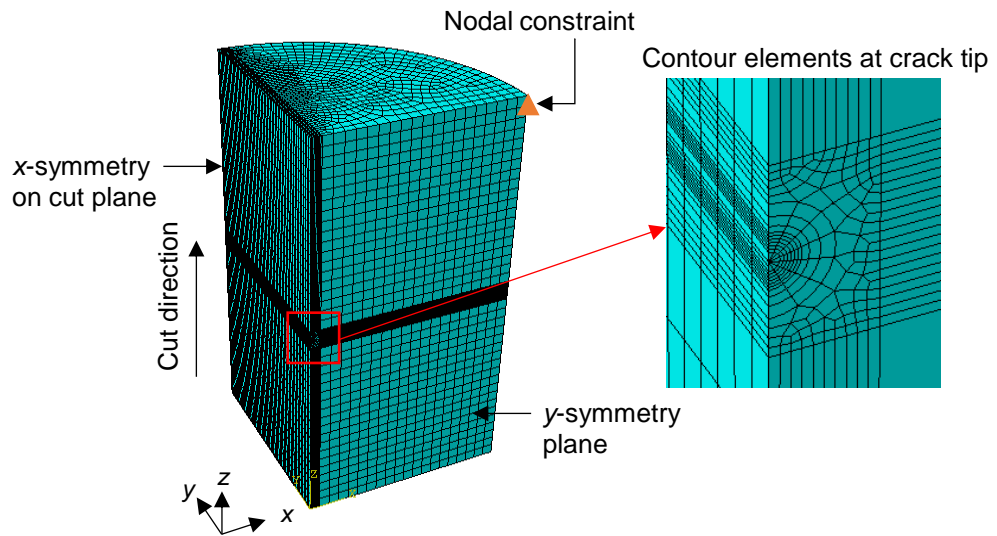 Nodal constraint
Contour elements at crack tip
x-symmetry
on cut plane
Cut direction
y-symmetry
plane
y
z
x
Z